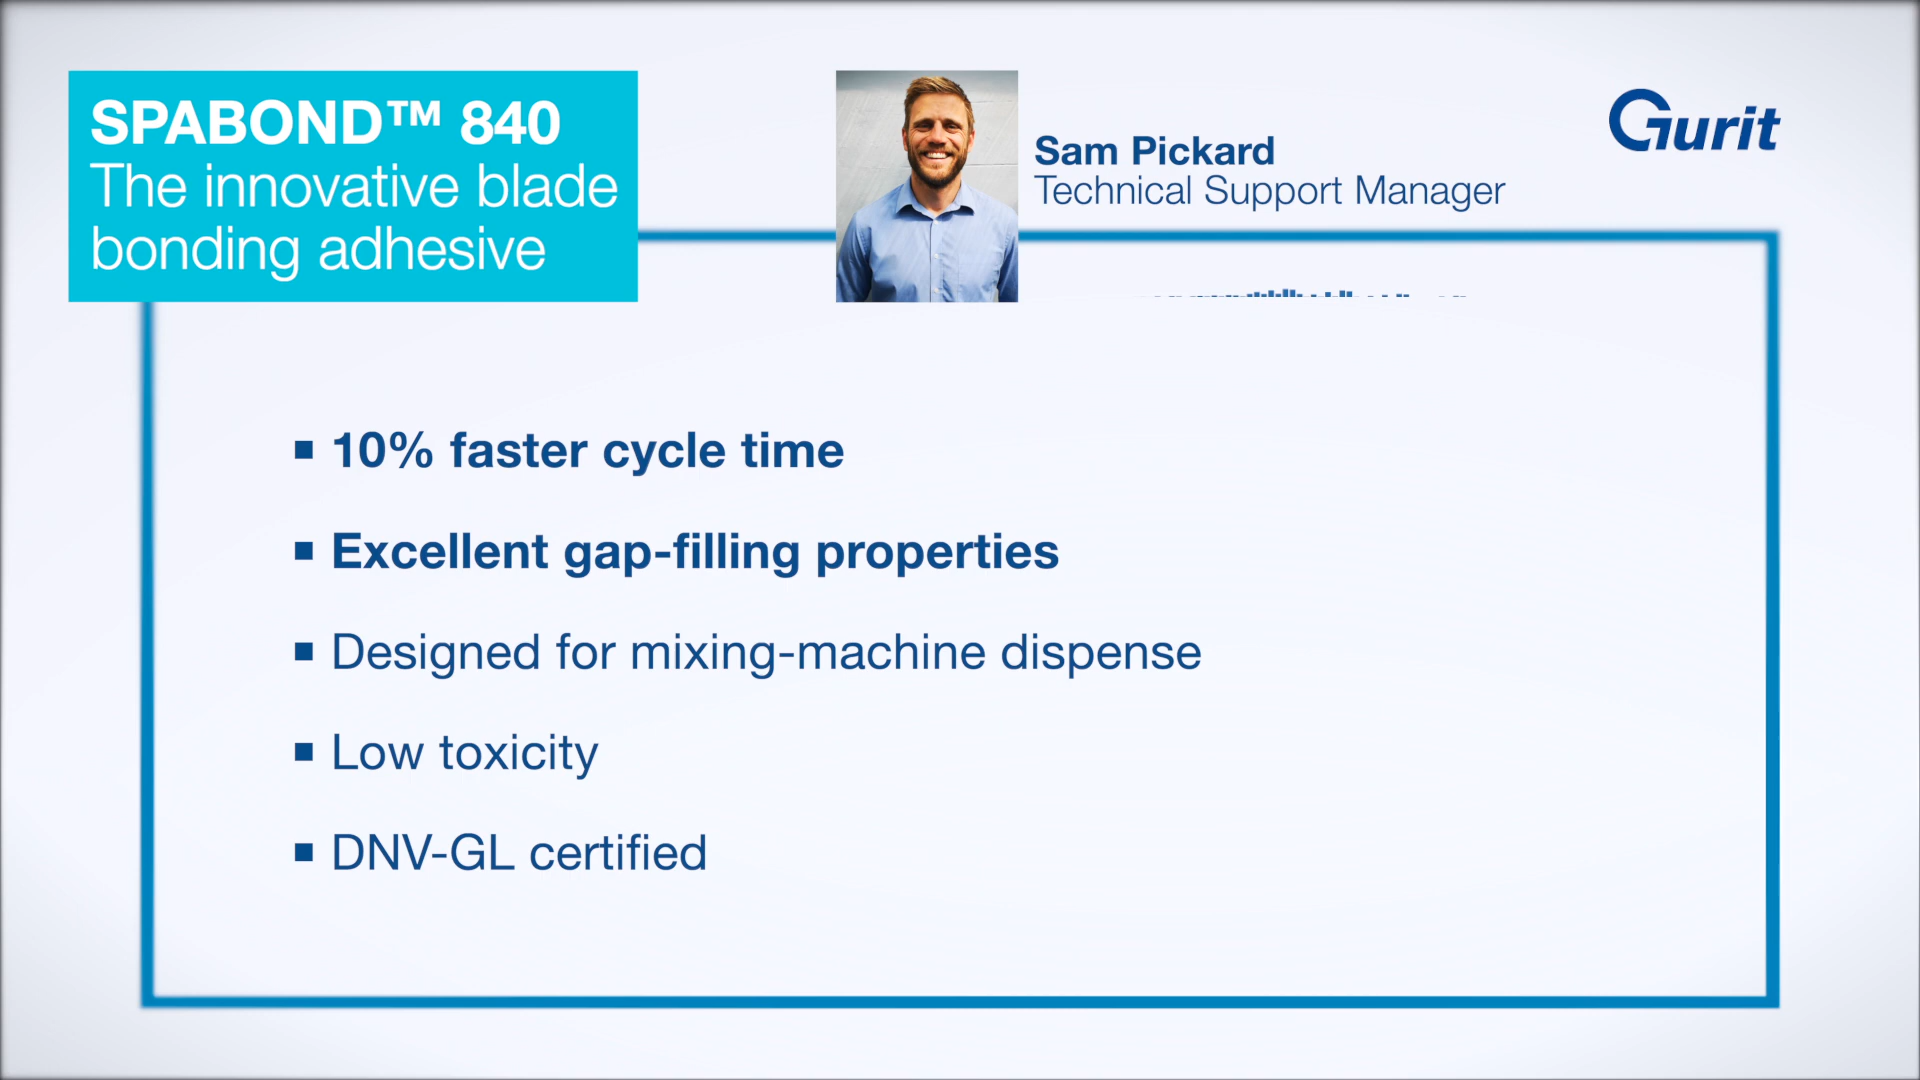 SPABOND™ 840
The innovative blade
bonding adhesive
Sam Pickard
Technical Support Manager
Gurit
▪ 10% faster cycle time
▪ Excellent gap-filling properties
▪ Designed for mixing-machine dispense
▪ Low toxicity
▪ DNV-GL certified